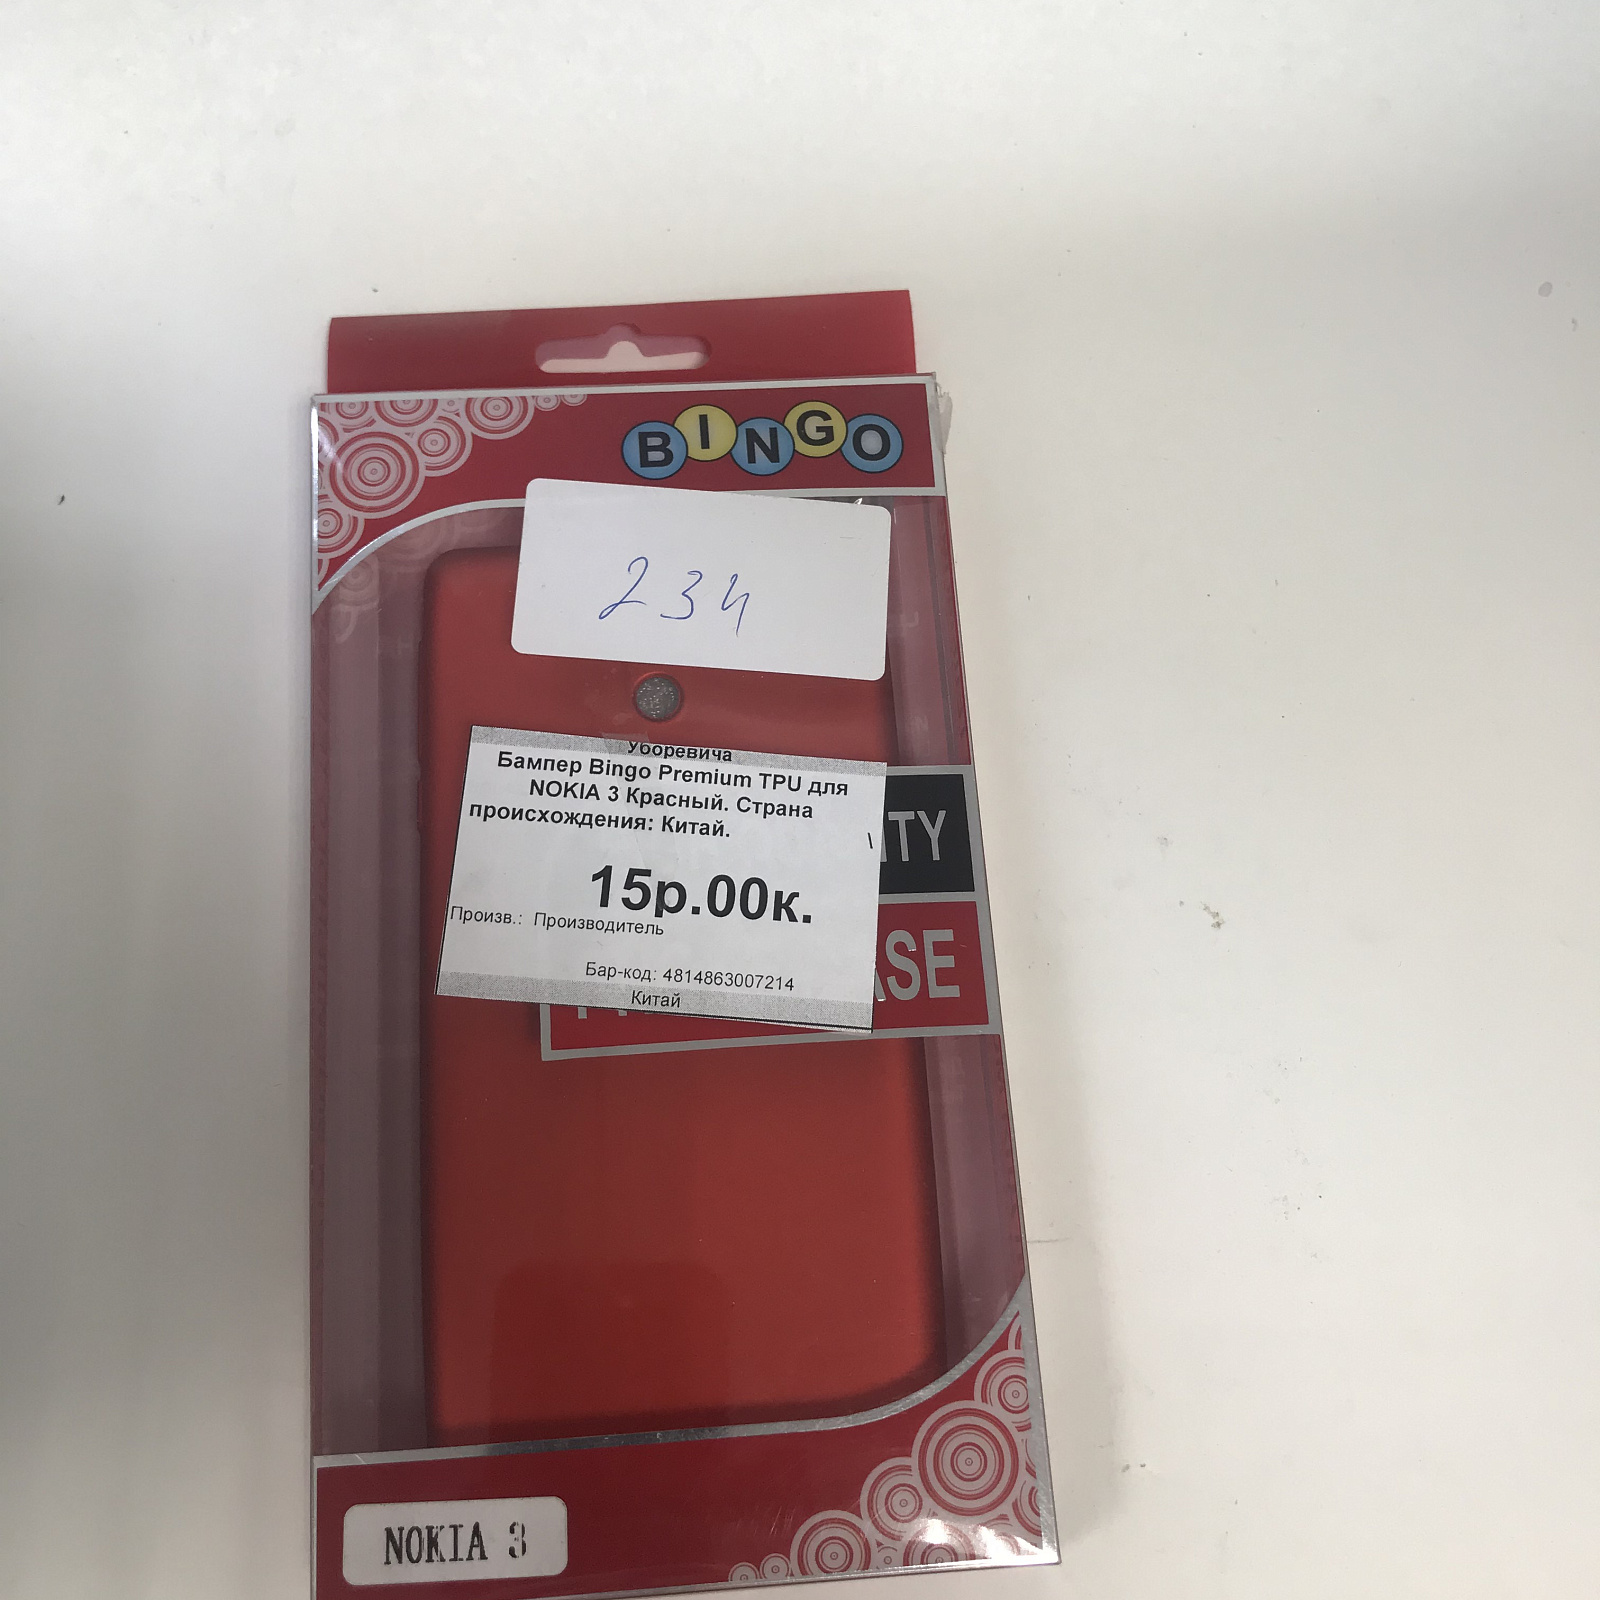 BINGO
234
Уборевича
Бампер Bingo Premium TPU для
NOKIA 3 Красный. Страна
происхождения: Китай.
15р.00к.
Произв.: Производитель
Бар-код: 4814863007214
Китай
NOKIA 3